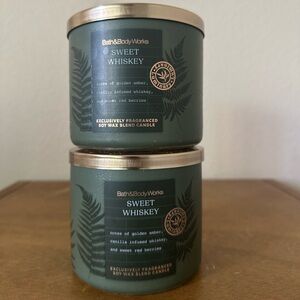 Bath&BodyWorks
SWEET
WHISKEY
notes of golden amber,
vanilla infused whiskey,
sweet red berries
EXCLUSIVELY FRAGRANCED
SOY WAX BLEND CANDLE
Bath&BodyWorks
SWEET
WHISKEY
notes of golden amber,
vanilla infused whiskey,
and sweet red berries
EXCLUSIVELY FRAGRANCED
SOY WAX BLEND CANDLE